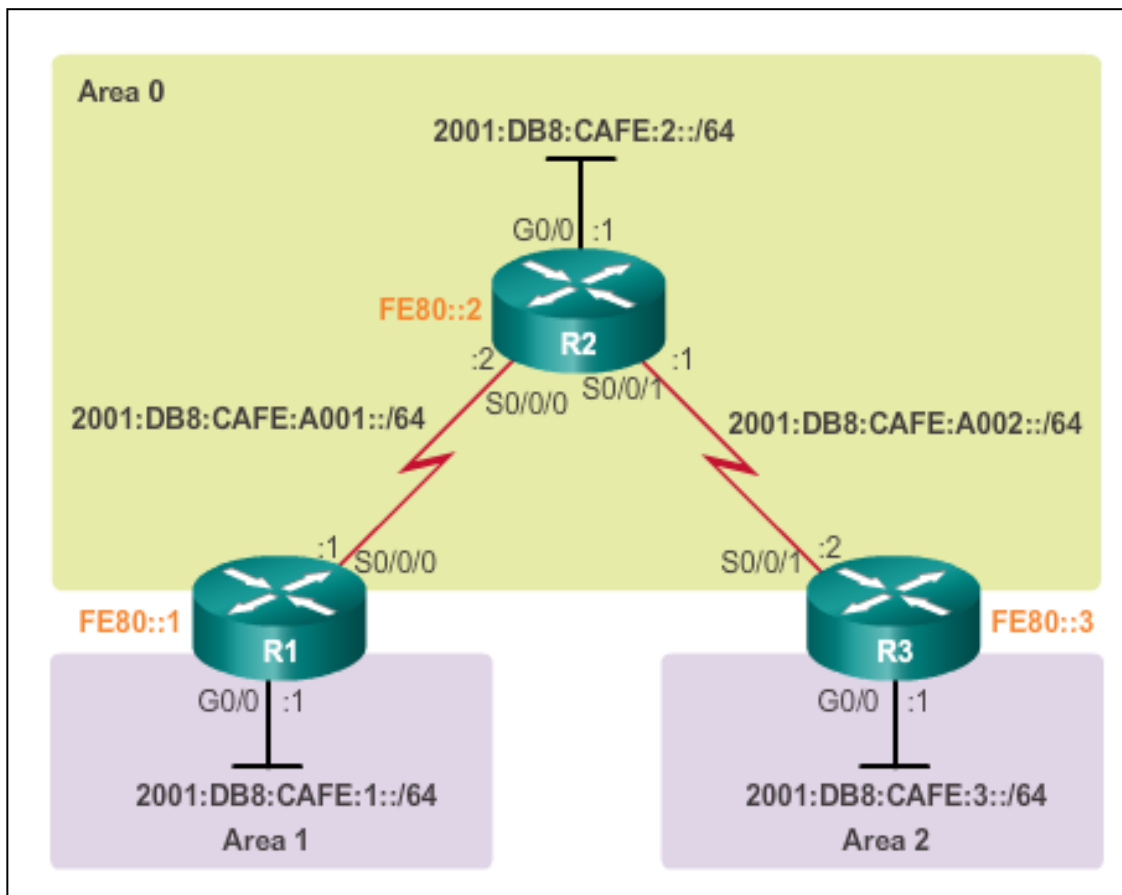 Area 0
2001:DB8:CAFE:2::/64
G0/0 :1
FE80::2
R2
:2 :1
S0/0/0 S0/0/1
2001:DB8:CAFE:A001::/64
2001:DB8:CAFE:A002::/64
:1 S0/0/0
S0/0/1 :2
FE80::1
R1
R3
FE80::3
G0/0 :1
G0/0 :1
2001:DB8:CAFE:1::/64
2001:DB8:CAFE:3::/64
Area 1
Area 2